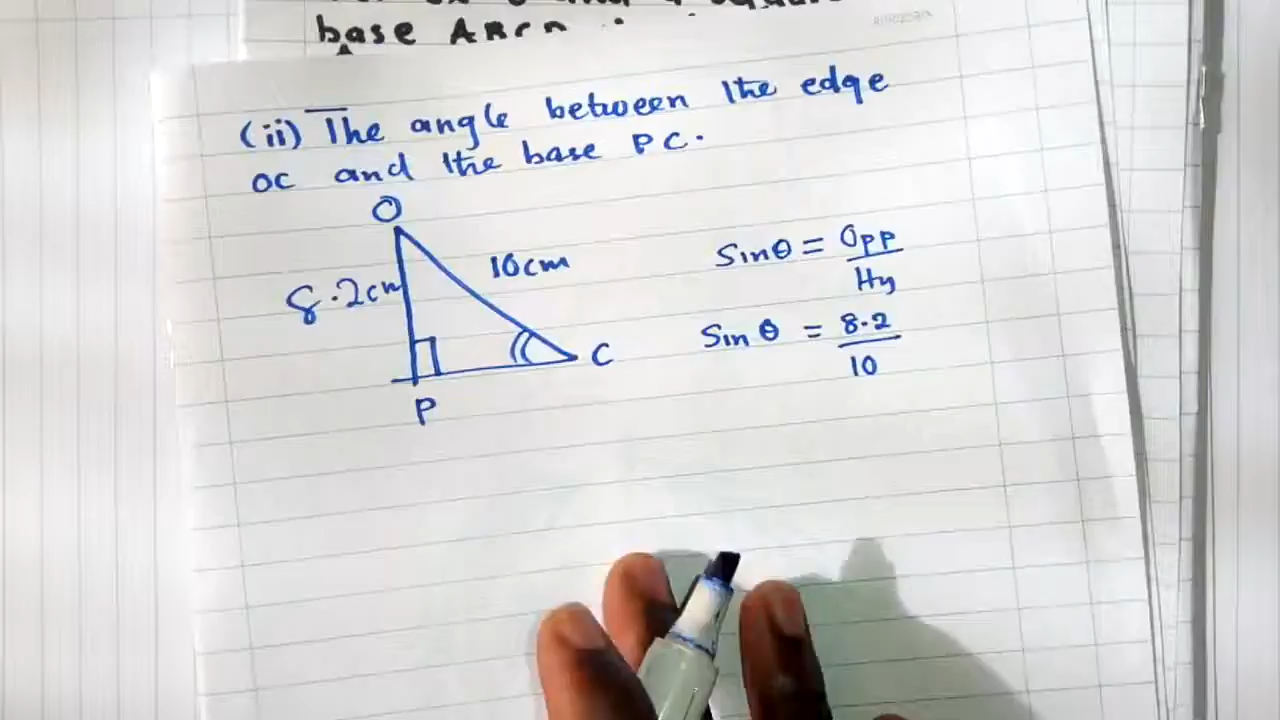 base
(ii) The angle between the edge
OC and the base PC.
O
8.2cm
10cm
C
P
Sinθ = Opp
Hy
Sin θ = 8.2
10